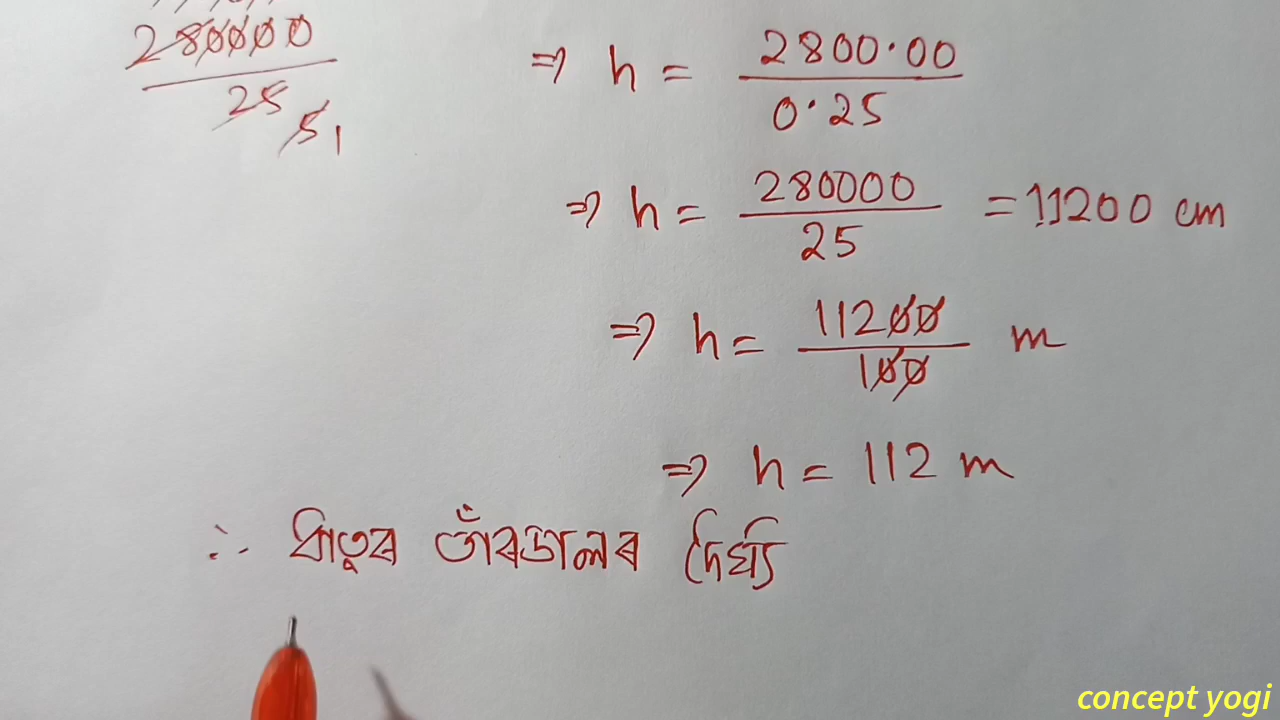 280000
25 5 1
⇒ h = 2800.00 / 0.25
⇒ h = 280000 / 25 = 11200 cm
⇒ h = 11200 / 100 m
⇒ h = 112 m
∴ ধাতুৰ তাঁৰডালৰ দৈৰ্ঘ্য
concept yogi